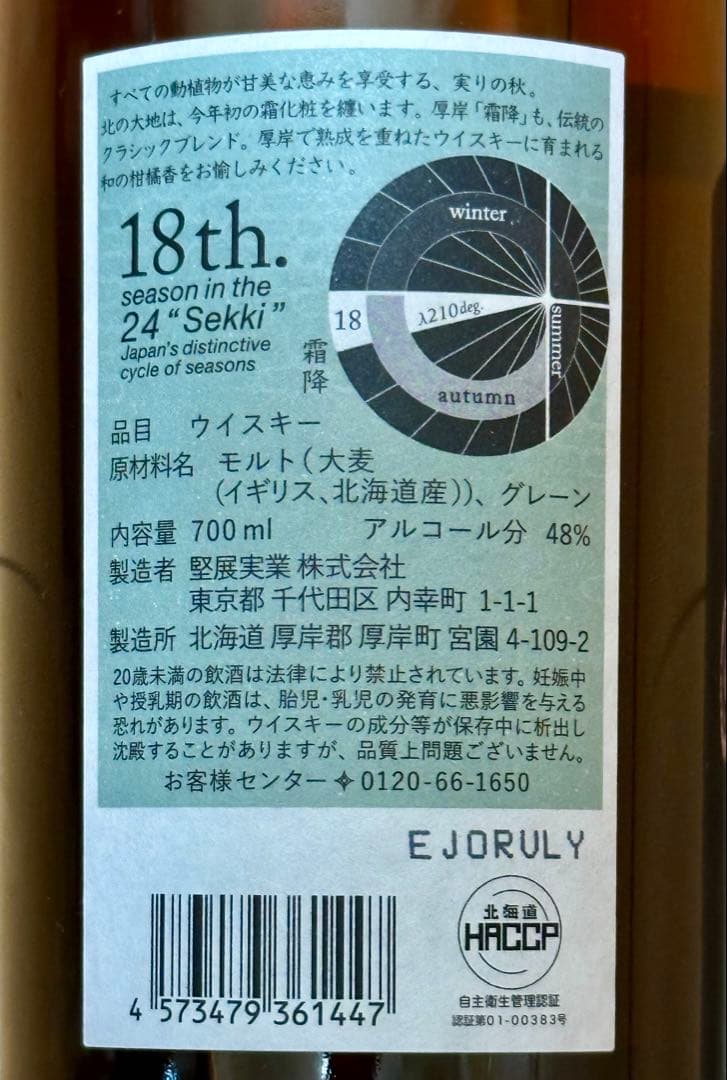 すべての動植物が甘美な恵みを享受する、実りの秋。
北の大地は、今年初の霜化粧を纏います。厚岸「霜降」も、伝統の
クラシックブレンド。厚岸で熟成を重ねたウイスキーに育まれる
和の柑橘香をお愉しみください。
18th.
season in the
24 “Sekki”
Japan's distinctive
cycle of seasons
霜降
winter
summer
18
λ210deg.
autumn
品目 ウイスキー
原材料名 モルト(大麦
(イギリス、北海道産))、グレーン
内容量 700ml アルコール分 48%
製造者 堅展実業 株式会社
東京都 千代田区 内幸町 1-1-1
製造所 北海道 厚岸郡 厚岸町 宮園 4-109-2
20歳未満の飲酒は法律により禁止されています。妊娠中
や授乳期の飲酒は、胎児・乳児の発育に悪影響を与える
恐れがあります。ウイスキーの成分等が保存中に析出し
沈殿することがありますが、品質上問題ございません。
お客様センター✧0120-66-1650
EJORULY
北海道
HACCP
自主衛生管理認証
認証第01-00383号
4 573479 361447